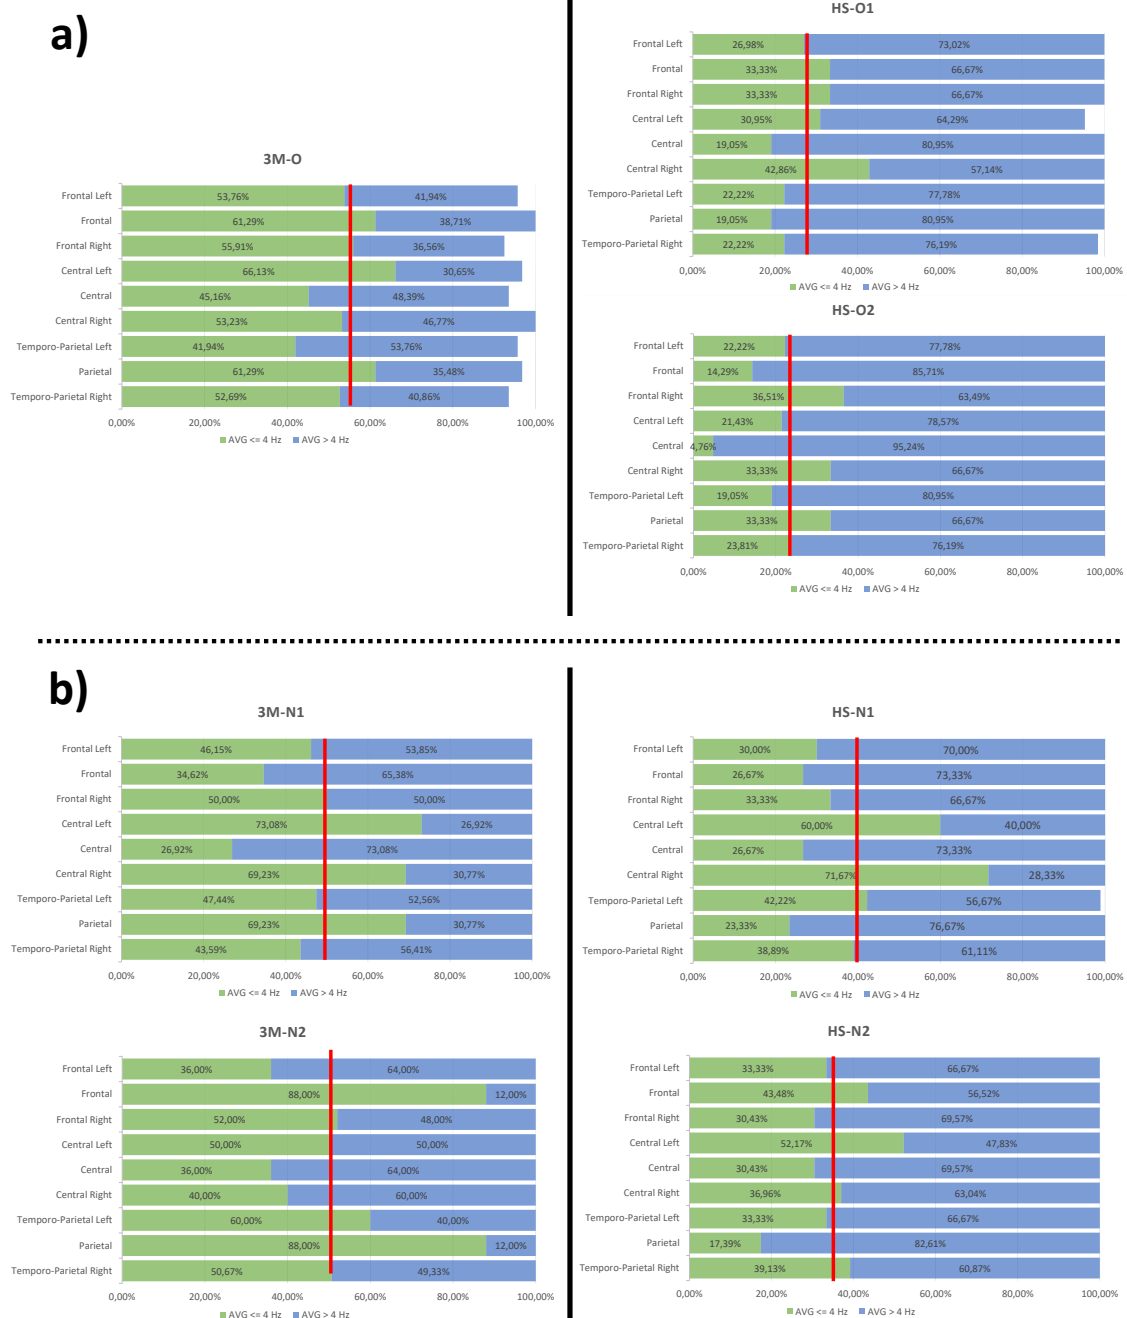 a)
3M-O
Frontal Left 53,76% 41,94%
Frontal 61,29% 38,71%
Frontal Right 55,91% 36,56%
Central Left 66,13% 30,65%
Central 45,16% 48,39%
Central Right 53,23% 46,77%
Temporo-Parietal Left 41,94% 53,76%
Parietal 61,29% 35,48%
Temporo-Parietal Right 52,69% 40,86%
0,00% 20,00% 40,00% 60,00% 80,00% 100,00%
AVG <= 4 Hz AVG > 4 Hz
HS-O1
Frontal Left 26,98% 73,02%
Frontal 33,33% 66,67%
Frontal Right 33,33% 66,67%
Central Left 30,95% 64,29%
Central 19,05% 80,95%
Central Right 42,86% 57,14%
Temporo-Parietal Left 22,22% 77,78%
Parietal 19,05% 80,95%
Temporo-Parietal Right 22,22% 76,19%
0,00% 20,00% 40,00% 60,00% 80,00% 100,00%
AVG <= 4 Hz AVG > 4 Hz
HS-O2
Frontal Left 22,22% 77,78%
Frontal 14,29% 85,71%
Frontal Right 36,51% 63,49%
Central Left 21,43% 78,57%
Central 4,76% 95,24%
Central Right 33,33% 66,67%
Temporo-Parietal Left 19,05% 80,95%
Parietal 33,33% 66,67%
Temporo-Parietal Right 23,81% 76,19%
0,00% 20,00% 40,00% 60,00% 80,00% 100,00%
AVG <= 4 Hz AVG > 4 Hz
b)
3M-N1
Frontal Left 46,15% 53,85%
Frontal 34,62% 65,38%
Frontal Right 50,00% 50,00%
Central Left 73,08% 26,92%
Central 26,92% 73,08%
Central Right 69,23% 30,77%
Temporo-Parietal Left 47,44% 52,56%
Parietal 69,23% 30,77%
Temporo-Parietal Right 43,59% 56,41%
0,00% 20,00% 40,00% 60,00% 80,00% 100,00%
AVG <= 4 Hz AVG > 4 Hz
3M-N2
Frontal Left 36,00% 64,00%
Frontal 88,00% 12,00%
Frontal Right 52,00% 48,00%
Central Left 50,00% 50,00%
Central 36,00% 64,00%
Central Right 40,00% 60,00%
Temporo-Parietal Left 60,00% 40,00%
Parietal 88,00% 12,00%
Temporo-Parietal Right 50,67% 49,33%
0,00% 20,00% 40,00% 60,00% 80,00% 100,00%
AVG <= 4 Hz AVG > 4 Hz
HS-N1
Frontal Left 30,00% 70,00%
Frontal 26,67% 73,33%
Frontal Right 33,33% 66,67%
Central Left 60,00% 40,00%
Central 26,67% 73,33%
Central Right 71,67% 28,33%
Temporo-Parietal Left 42,22% 56,67%
Parietal 23,33% 76,67%
Temporo-Parietal Right 38,89% 61,11%
0,00% 20,00% 40,00% 60,00% 80,00% 100,00%
AVG <= 4 Hz AVG > 4 Hz
HS-N2
Frontal Left 33,33% 66,67%
Frontal 43,48% 56,52%
Frontal Right 30,43% 69,57%
Central Left 52,17% 47,83%
Central 30,43% 69,57%
Central Right 36,96% 63,04%
Temporo-Parietal Left 33,33% 66,67%
Parietal 17,39% 82,61%
Temporo-Parietal Right 39,13% 60,87%
0,00% 20,00% 40,00% 60,00% 80,00% 100,00%
AVG <= 4 Hz AVG > 4 Hz